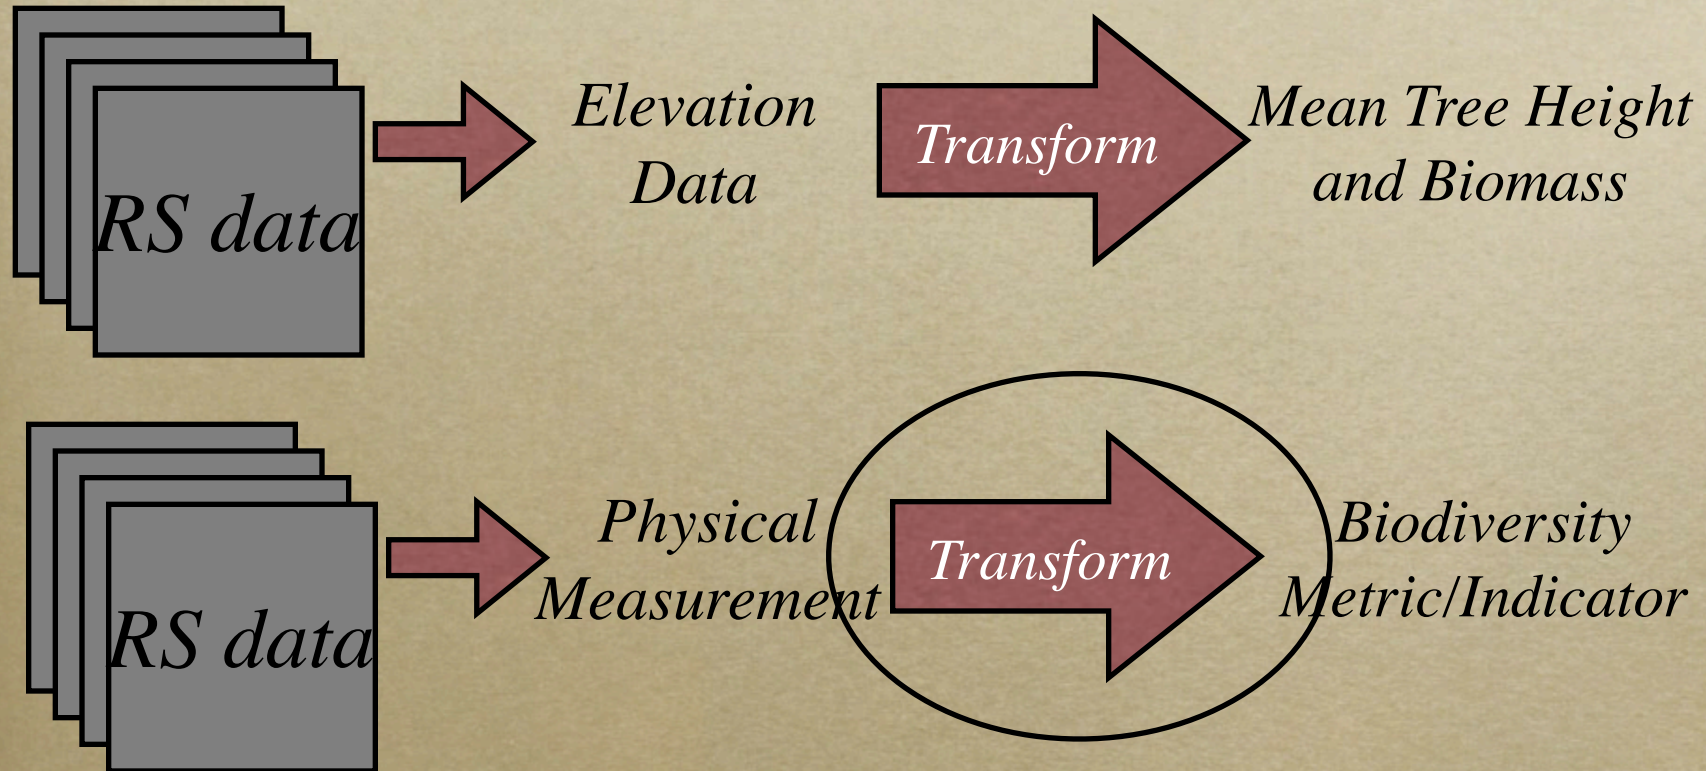 RS data
Elevation
Data
Transform
Mean Tree Height
and Biomass
RS data
Physical
Measurement
Transform
Biodiversity
Metric/Indicator